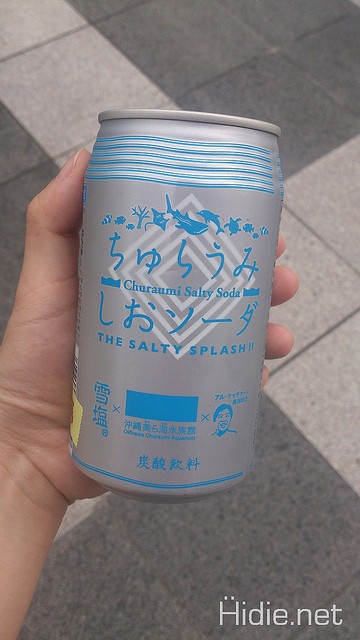 ちゅらうみ
Churaumi Salty Soda
しおソーダ
THE SALTY SPLASH!!
雪塩® × 沖縄美ら海水族館 ×
Okinawa Churaumi Aquarium
炭酸飲料
Hidie.net